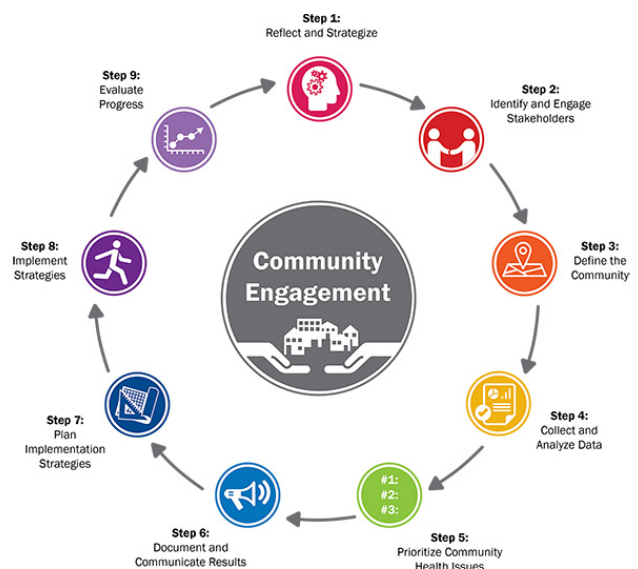 Step 1:
Reflect and Strategize
Step 2:
Identify and Engage
Stakeholders
Step 3:
Define the
Community
Step 4:
Collect and
Analyze Data
#1:
#2:
#3:
Step 5:
Prioritize Community
Health Issues
Step 6:
Document and
Communicate Results
Step 7:
Plan
Implementation
Strategies
Step 8:
Implement
Strategies
Step 9:
Evaluate
Progress
Community
Engagement